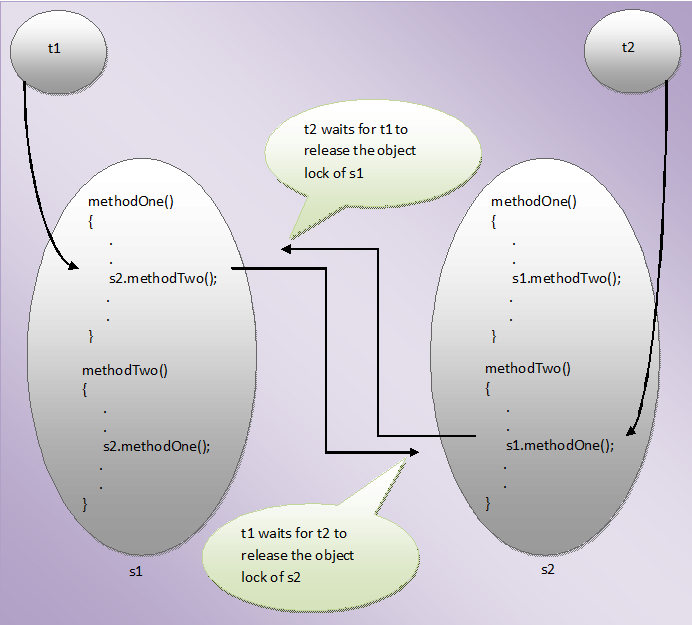 t1
t2
t2 waits for t1 to
release the object
lock of s1
methodOne()
{
.
.
s2.methodTwo();
.
.
}
methodTwo()
{
.
.
s2.methodOne();
.
.
}
s1
methodOne()
{
.
.
s1.methodTwo();
.
.
}
methodTwo()
{
.
.
s1.methodOne();
.
.
}
s2
t1 waits for t2 to
release the object
lock of s2